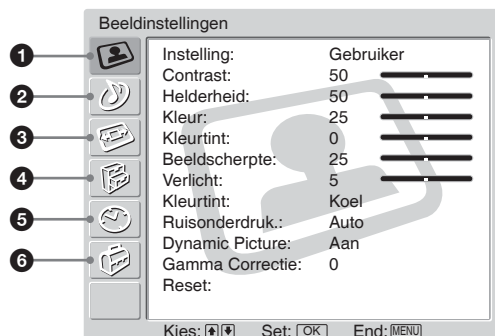 Beeldinstellingen
1
2
3
4
5
6
Instelling: Gebruiker
Contrast: 50
Helderheid: 50
Kleur: 25
Kleurtint: 0
Beeldscherpte: 25
Verlicht: 5
Kleurtint: Koel
Ruisonderdruk.: Auto
Dynamic Picture: Aan
Gamma Correctie: 0
Reset:
Kies: Set: OK End: MENU